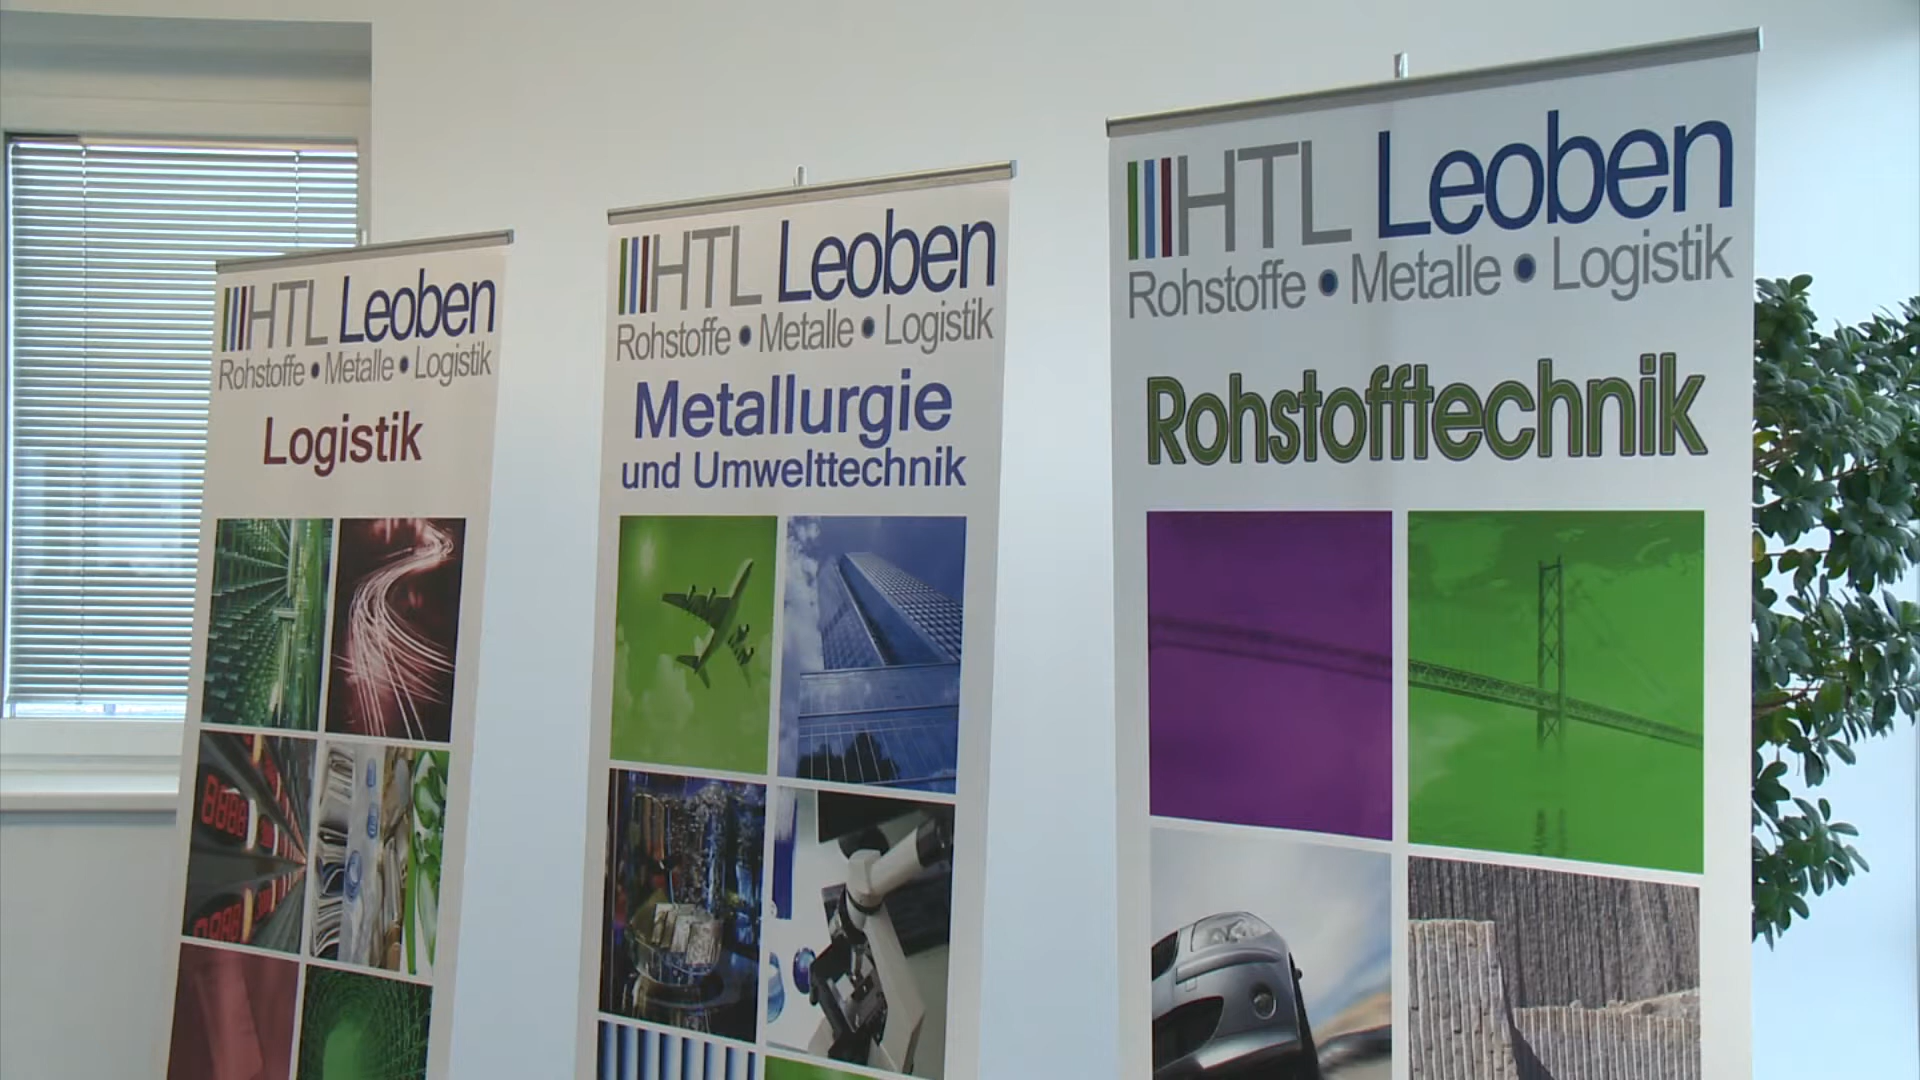 HTL Leoben
Rohstoffe • Metalle • Logistik
Logistik
HTL Leoben
Rohstoffe • Metalle • Logistik
Metallurgie
und Umwelttechnik
HTL Leoben
Rohstoffe • Metalle • Logistik
Rohstofftechnik